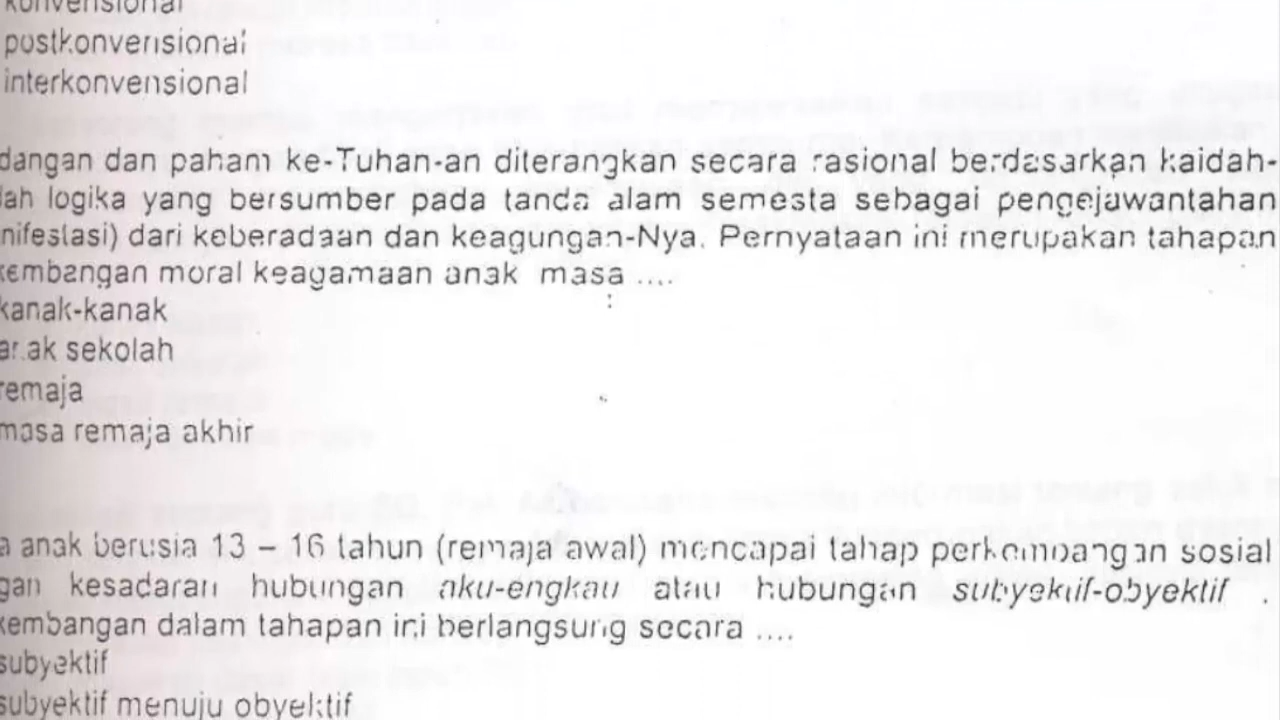 konvensional
postkonvensional
interkonvensional
dangan dan paham ke-Tuhan-an diterangkan secara rasional berdasarkan kaidah-
lah logika yang bersumber pada tanda alam semesta sebagai pengejawantahan
nifestasi) dari keberadaan dan keagungan-Nya. Pernyataan ini merupakan tahapan
kembangan moral keagamaan anak masa ....
kanak-kanak
anak sekolah
remaja
masa remaja akhir
a anak berusia 13 – 16 tahun (remaja awal) mencapai tahap perkembangan sosial
gan kesadaran hubungan aku-engkau atau hubungan subyektif-obyektif .
kembangan dalam tahapan ini berlangsung secara ....
subyektif
subyektif menuju obyektif